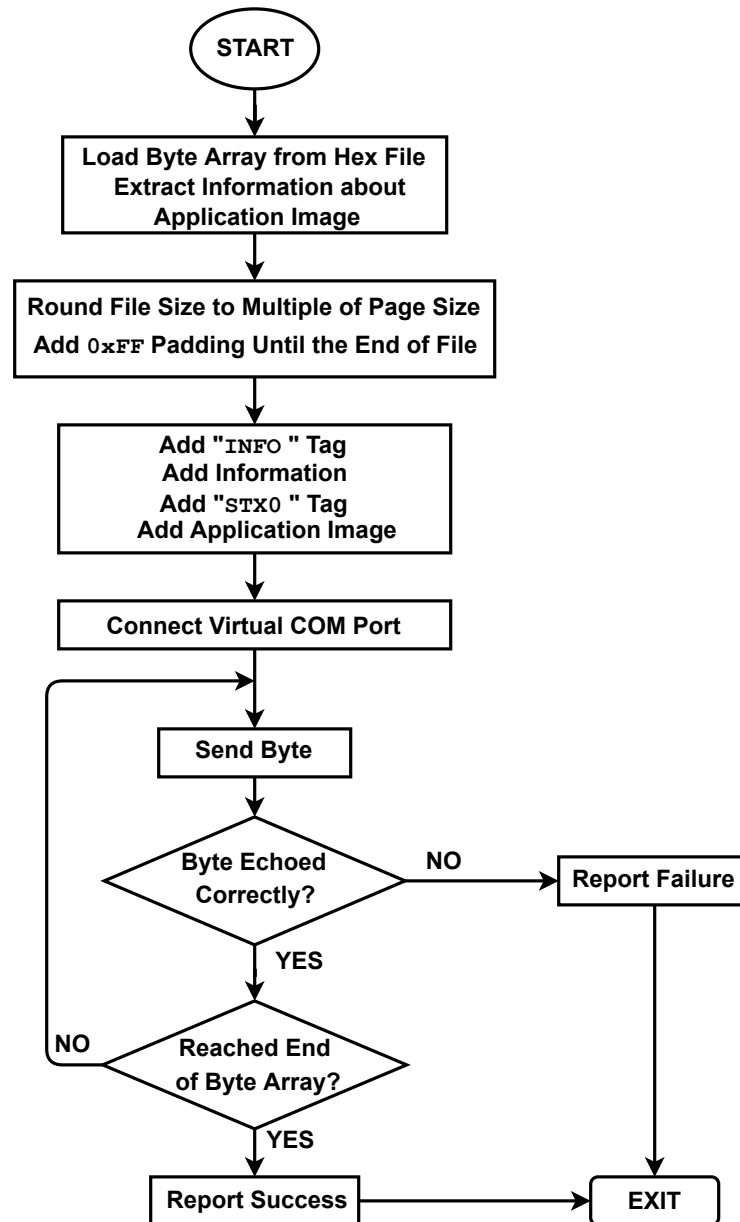 START
Load Byte Array from Hex File
Extract Information about
Application Image
Round File Size to Multiple of Page Size
Add 0xFF Padding Until the End of File
Add "INFO " Tag
Add Information
Add "STX0 " Tag
Add Application Image
Connect Virtual COM Port
Send Byte
Byte Echoed
Correctly?
NO
Report Failure
YES
Reached End
of Byte Array?
NO
YES
Report Success
EXIT